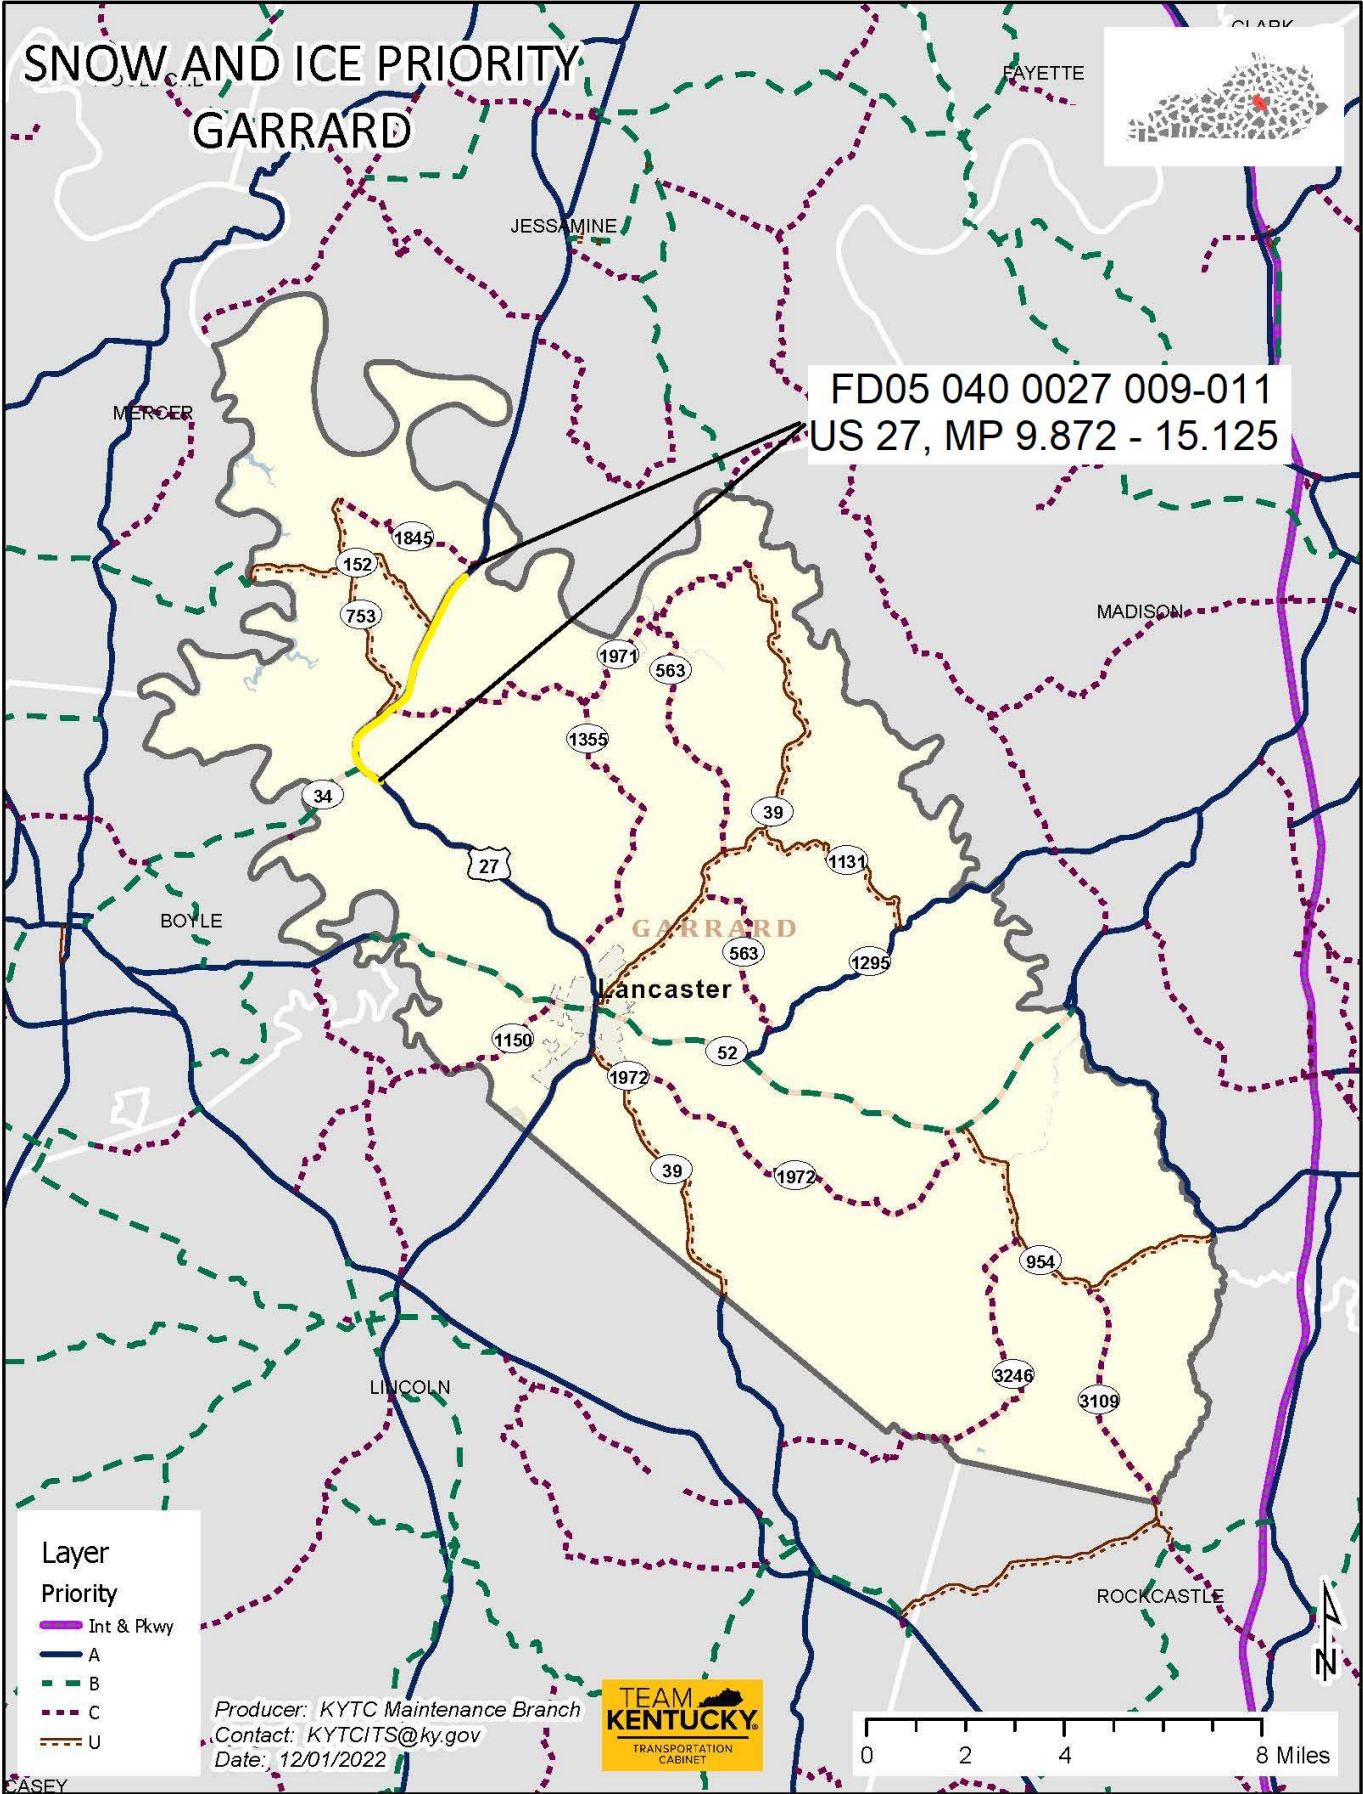 SNOW AND ICE PRIORITY
GARRARD
CLARK
FAYETTE
JESSAMINE
MERCER
FD05 040 0027 009-011
US 27, MP 9.872 - 15.125
1845
152
753
MADISON
1971
563
1355
34
39
27
1131
BOYLE
GARRARD
563
1295
Lancaster
1150
52
1972
39
1972
954
3246
3109
LINCOLN
ROCKCASTLE
Layer
Priority
Int & Pkwy
A
B
C
U
Producer: KYTC Maintenance Branch
Contact: KYTCITS@ky.gov
Date: 12/01/2022
TEAM
KENTUCKY
TRANSPORTATION
CABINET
N
0 2 4 8 Miles
CASEY